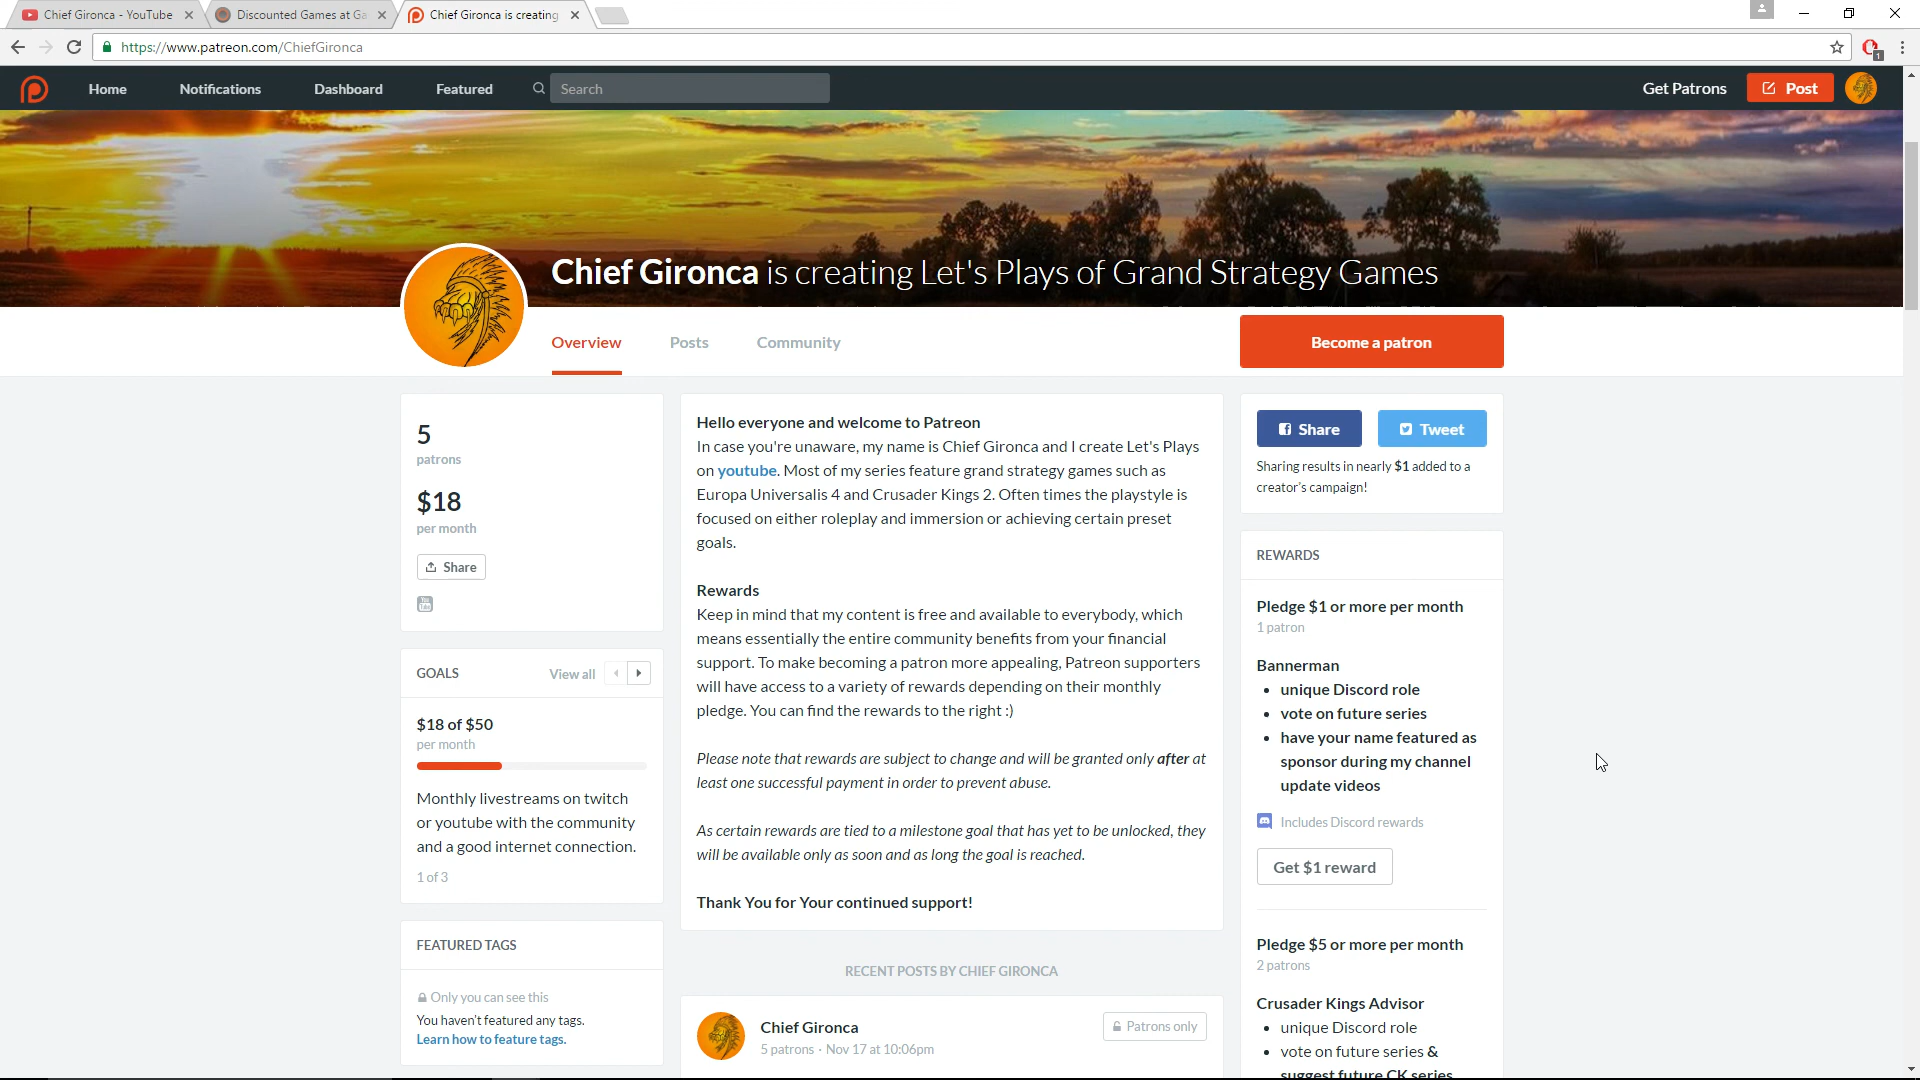 Chief Gironca - YouTube
Discounted Games at Ga
Chief Gironca is creating
https://www.patreon.com/ChiefGironca
1
Home
Notifications
Dashboard
Featured
Search
Get Patrons
Post
Chief Gironca is creating Let's Plays of Grand Strategy Games
Overview
Posts
Community
Become a patron
5
patrons
$18
per month
Share
You
Tube
GOALS
View all
$18 of $50
per month
Monthly livestreams on twitch
or youtube with the community
and a good internet connection.
1 of 3
FEATURED TAGS
Only you can see this
You haven't featured any tags.
Learn how to feature tags.
Hello everyone and welcome to Patreon
In case you're unaware, my name is Chief Gironca and I create Let's Plays
on youtube. Most of my series feature grand strategy games such as
Europa Universalis 4 and Crusader Kings 2. Often times the playstyle is
focused on either roleplay and immersion or achieving certain preset
goals.
Rewards
Keep in mind that my content is free and available to everybody, which
means essentially the entire community benefits from your financial
support. To make becoming a patron more appealing, Patreon supporters
will have access to a variety of rewards depending on their monthly
pledge. You can find the rewards to the right :)
Please note that rewards are subject to change and will be granted only after at
least one successful payment in order to prevent abuse.
As certain rewards are tied to a milestone goal that has yet to be unlocked, they
will be available only as soon and as long the goal is reached.
Thank You for Your continued support!
RECENT POSTS BY CHIEF GIRONCA
Chief Gironca
5 patrons · Nov 17 at 10:06pm
Patrons only
Share
Tweet
Sharing results in nearly $1 added to a
creator's campaign!
REWARDS
Pledge $1 or more per month
1 patron
Bannerman
• unique Discord role
• vote on future series
• have your name featured as
sponsor during my channel
update videos
Includes Discord rewards
Get $1 reward
Pledge $5 or more per month
2 patrons
Crusader Kings Advisor
• unique Discord role
• vote on future series &
suggest future CK series